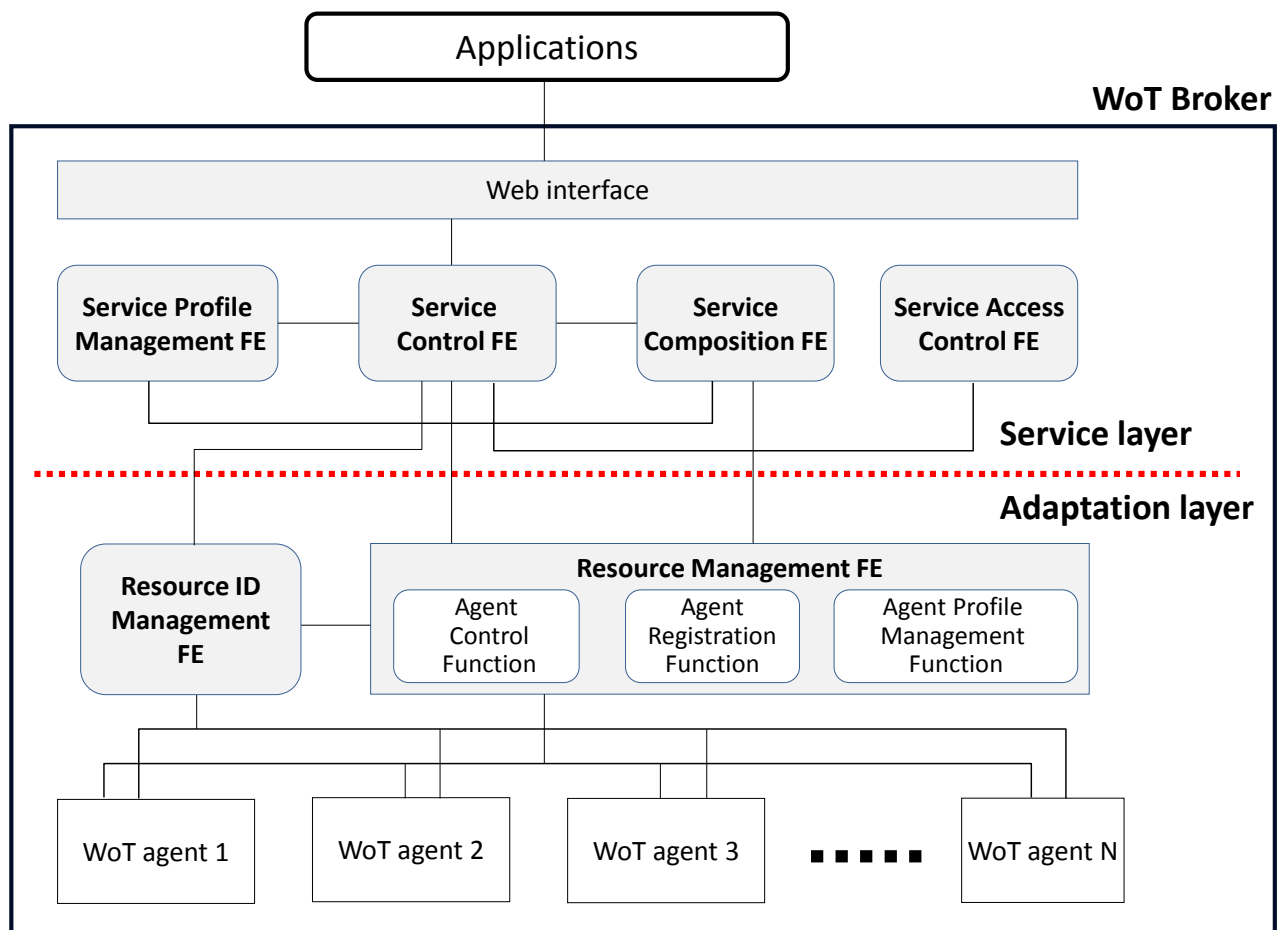 Applications
WoT Broker
Web interface
Service Profile
Management FE
Service
Control FE
Service
Composition FE
Service Access
Control FE
Service layer
Adaptation layer
Resource ID
Management
FE
Resource Management FE
Agent
Control
Function
Agent
Registration
Function
Agent Profile
Management
Function
WoT agent 1
WoT agent 2
WoT agent 3
WoT agent N